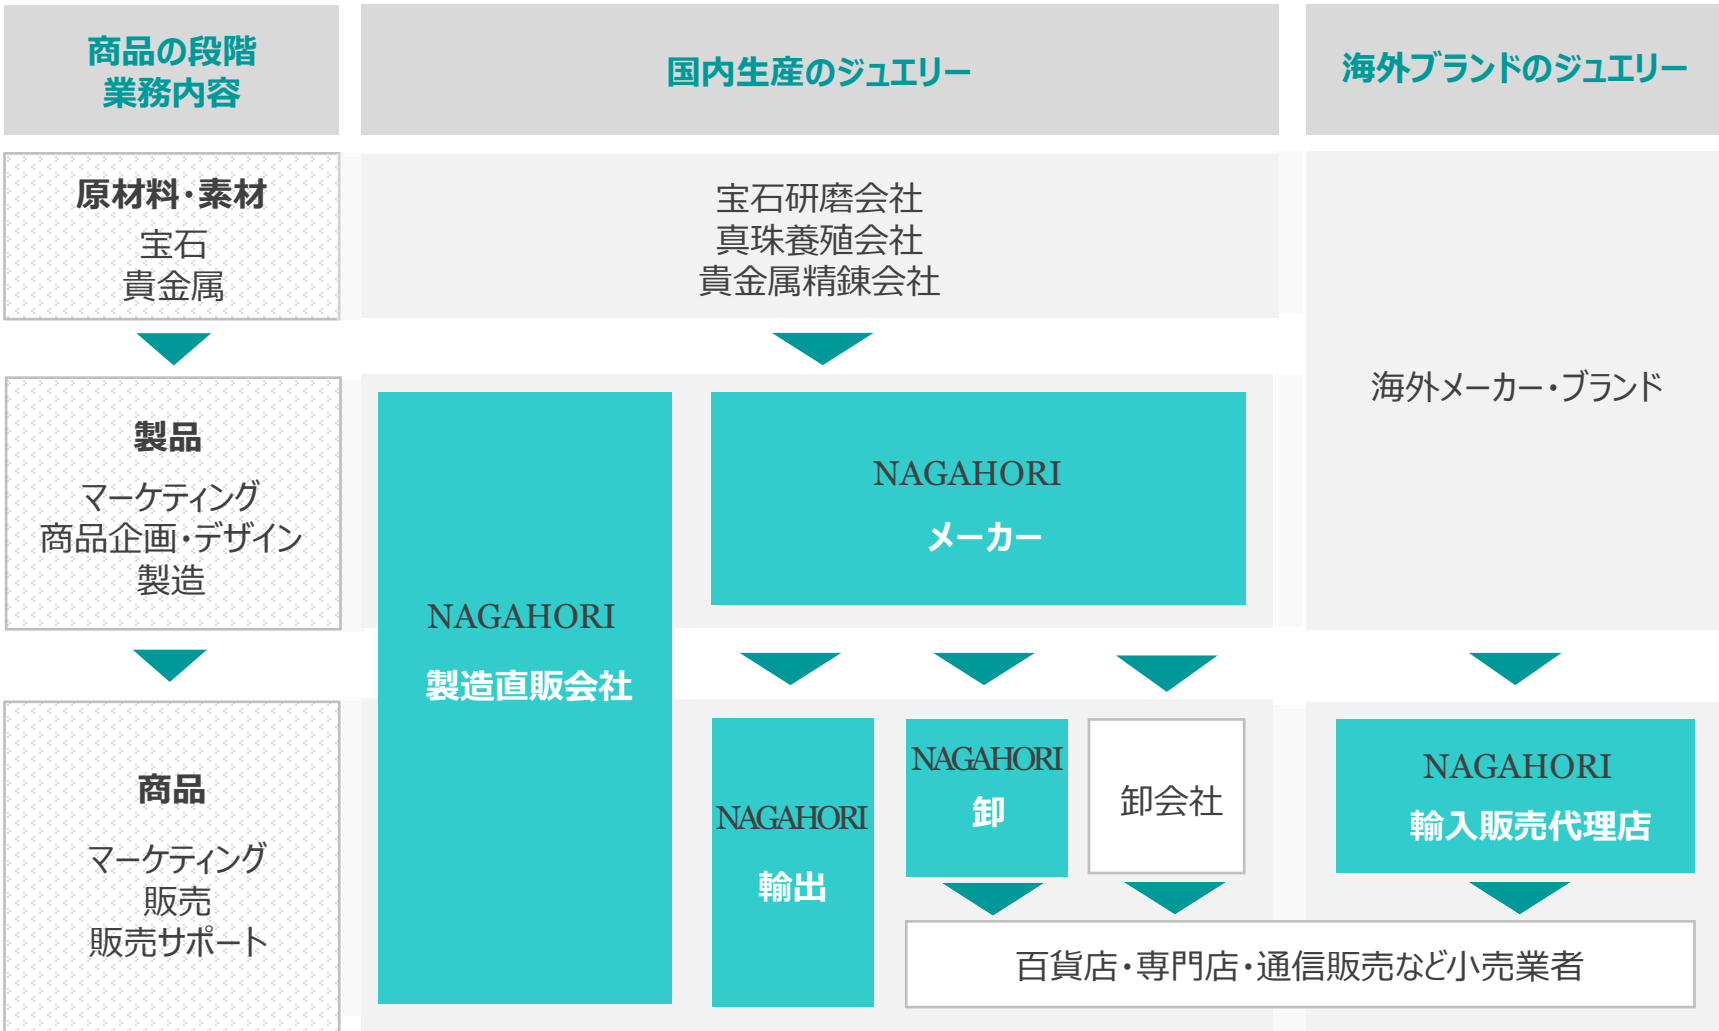 商品の段階
業務内容
国内生産のジュエリー
海外ブランドのジュエリー
原材料・素材
宝石
貴金属
宝石研磨会社
真珠養殖会社
貴金属精錬会社
海外メーカー・ブランド
製品
マーケティング
商品企画・デザイン
製造
NAGAHORI
製造直販会社
NAGAHORI
メーカー
商品
マーケティング
販売
販売サポート
NAGAHORI
輸出
NAGAHORI
卸
卸会社
NAGAHORI
輸入販売代理店
百貨店・専門店・通信販売など小売業者